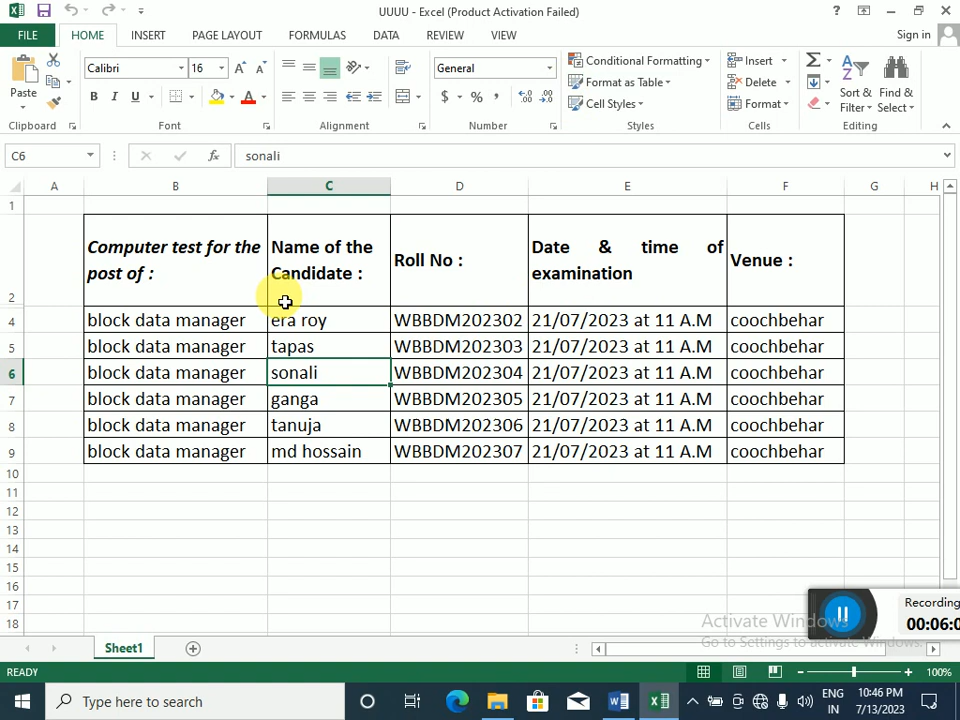 UUUU - Excel (Product Activation Failed)
FILE HOME INSERT PAGE LAYOUT FORMULAS DATA REVIEW VIEW Sign in
Paste
Calibri 16
B I U
A
General
$ % ,
Conditional Formatting
Format as Table
Cell Styles
Insert
Delete
Format
Sort & Filter
Find & Select
Clipboard Font Alignment Number Styles Cells Editing
C6 fx sonali
A B C D E F G H
1
2 Computer test for the post of : Name of the Candidate : Roll No : Date & time of examination Venue :
4 block data manager era roy WBBDM202302 21/07/2023 at 11 A.M coochbehar
5 block data manager tapas WBBDM202303 21/07/2023 at 11 A.M coochbehar
6 block data manager sonali WBBDM202304 21/07/2023 at 11 A.M coochbehar
7 block data manager ganga WBBDM202305 21/07/2023 at 11 A.M coochbehar
8 block data manager tanuja WBBDM202306 21/07/2023 at 11 A.M coochbehar
9 block data manager md hossain WBBDM202307 21/07/2023 at 11 A.M coochbehar
10
11
12
13
14
15
16
17
18
Recording
00:06:0
Activate Windows
Go to Settings to activate Windows.
Sheet1
READY 100%
Type here to search
ENG
IN
10:46 PM
7/13/2023